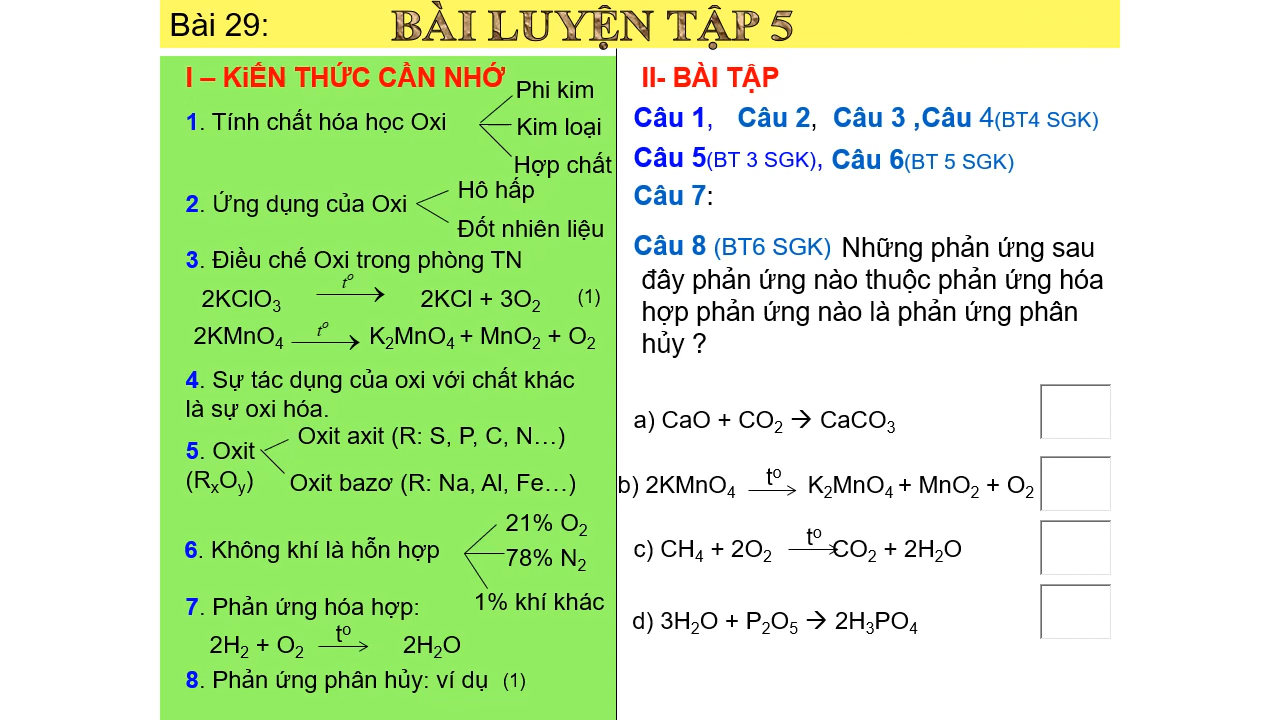 Bài 29:
BÀI LUYỆN TẬP 5
I – KiẾN THỨC CẦN NHỚ
1. Tính chất hóa học Oxi
Phi kim
Kim loại
Hợp chất
2. Ứng dụng của Oxi
Hô hấp
Đốt nhiên liệu
3. Điều chế Oxi trong phòng TN
2KClO₃ —tº→ 2KCl + 3O₂ (1)
2KMnO₄ —tº→ K₂MnO₄ + MnO₂ + O₂
4. Sự tác dụng của oxi với chất khác
là sự oxi hóa.
5. Oxit
(RₓOy)
Oxit axit (R: S, P, C, N…)
Oxit bazơ (R: Na, Al, Fe…)
6. Không khí là hỗn hợp
21% O₂
78% N₂
1% khí khác
7. Phản ứng hóa hợp:
2H₂ + O₂ —tº→ 2H₂O
8. Phản ứng phân hủy: ví dụ (1)
II- BÀI TẬP
Câu 1, Câu 2, Câu 3 ,Câu 4(BT4 SGK)
Câu 5(BT 3 SGK), Câu 6(BT 5 SGK)
Câu 7:
Câu 8 (BT6 SGK) Những phản ứng sau
đây phản ứng nào thuộc phản ứng hóa
hợp phản ứng nào là phản ứng phân
hủy ?
a) CaO + CO₂ → CaCO₃
b) 2KMnO₄ —tº→ K₂MnO₄ + MnO₂ + O₂
c) CH₄ + 2O₂ —tº→ CO₂ + 2H₂O
d) 3H₂O + P₂O₅ → 2H₃PO₄